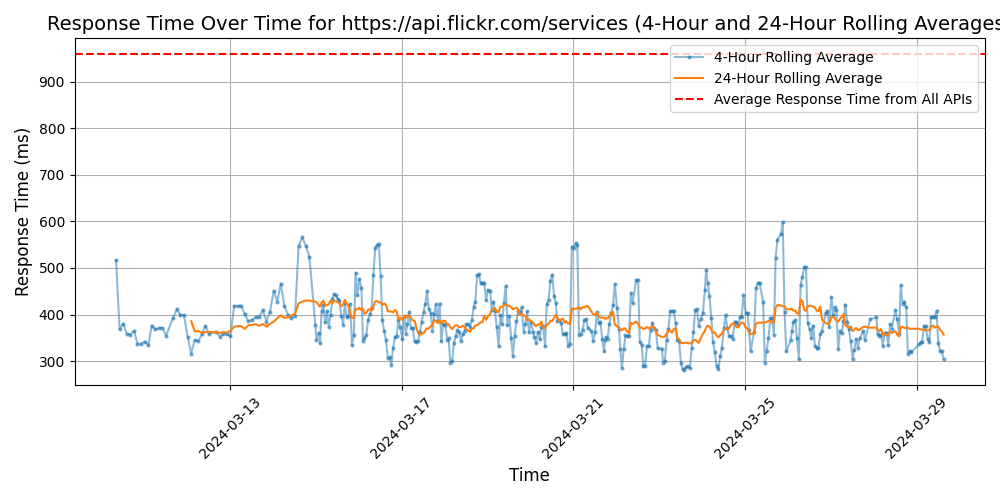 Response Time Over Time for https://api.flickr.com/services (4-Hour and 24-Hour Rolling Averages
4-Hour Rolling Average
24-Hour Rolling Average
Average Response Time from All APIs
Response Time (ms)
900
800
700
600
500
400
300
2024-03-13
2024-03-17
2024-03-21
2024-03-25
2024-03-29
Time